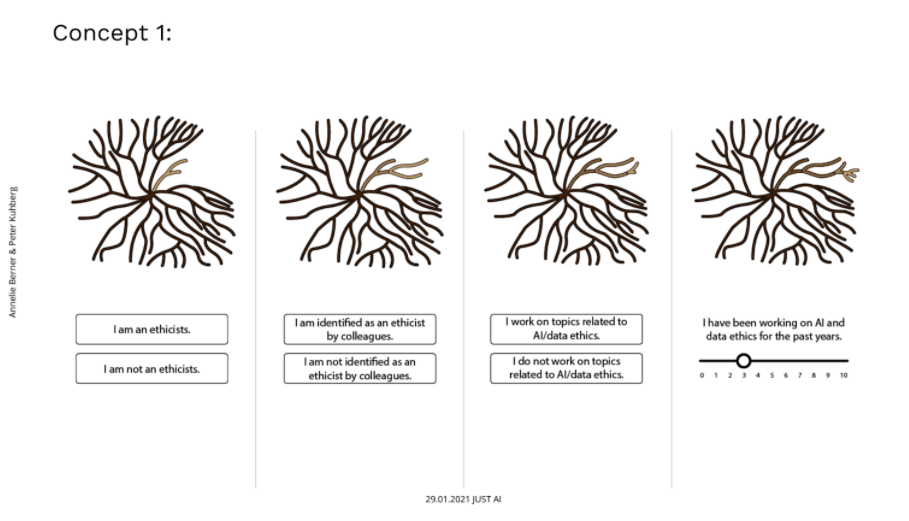 Concept 1:
Annelie Berner & Peter Kuhberg
I am an ethicists.
I am not an ethicists.
I am identified as an ethicist
by colleagues.
I am not identified as an
ethicist by colleagues.
I work on topics related to
AI/data ethics.
I do not work on topics
related to AI/data ethics.
I have been working on AI and
data ethics for the past years.
0 1 2 3 4 5 6 7 8 9 10
29.01.2021 JUST AI